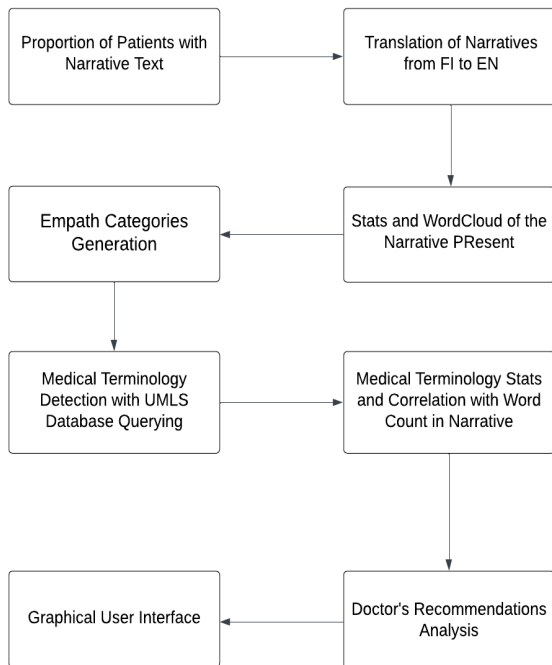 Proportion of Patients with
Narrative Text
Translation of Narratives
from FI to EN
Empath Categories
Generation
Stats and WordCloud of the
Narrative PResent
Medical Terminology
Detection with UMLS
Database Querying
Medical Terminology Stats
and Correlation with Word
Count in Narrative
Graphical User Interface
Doctor's Recommendations
Analysis